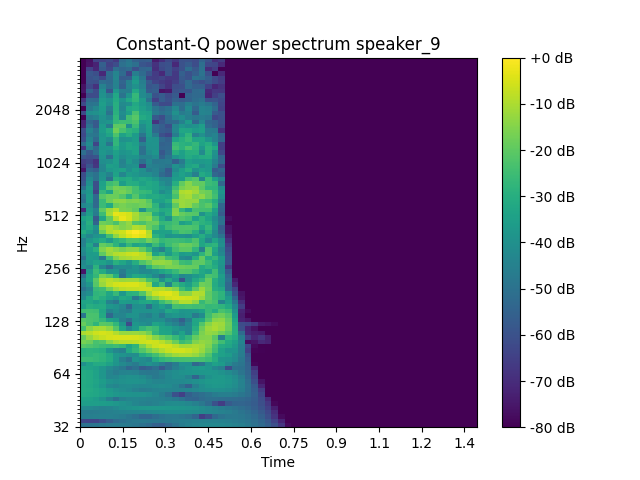 Constant-Q power spectrum speaker_9
Hz
2048
1024
512
256
128
64
32
0 0.15 0.3 0.45 0.6 0.75 0.9 1.1 1.2 1.4
Time
+0 dB
-10 dB
-20 dB
-30 dB
-40 dB
-50 dB
-60 dB
-70 dB
-80 dB